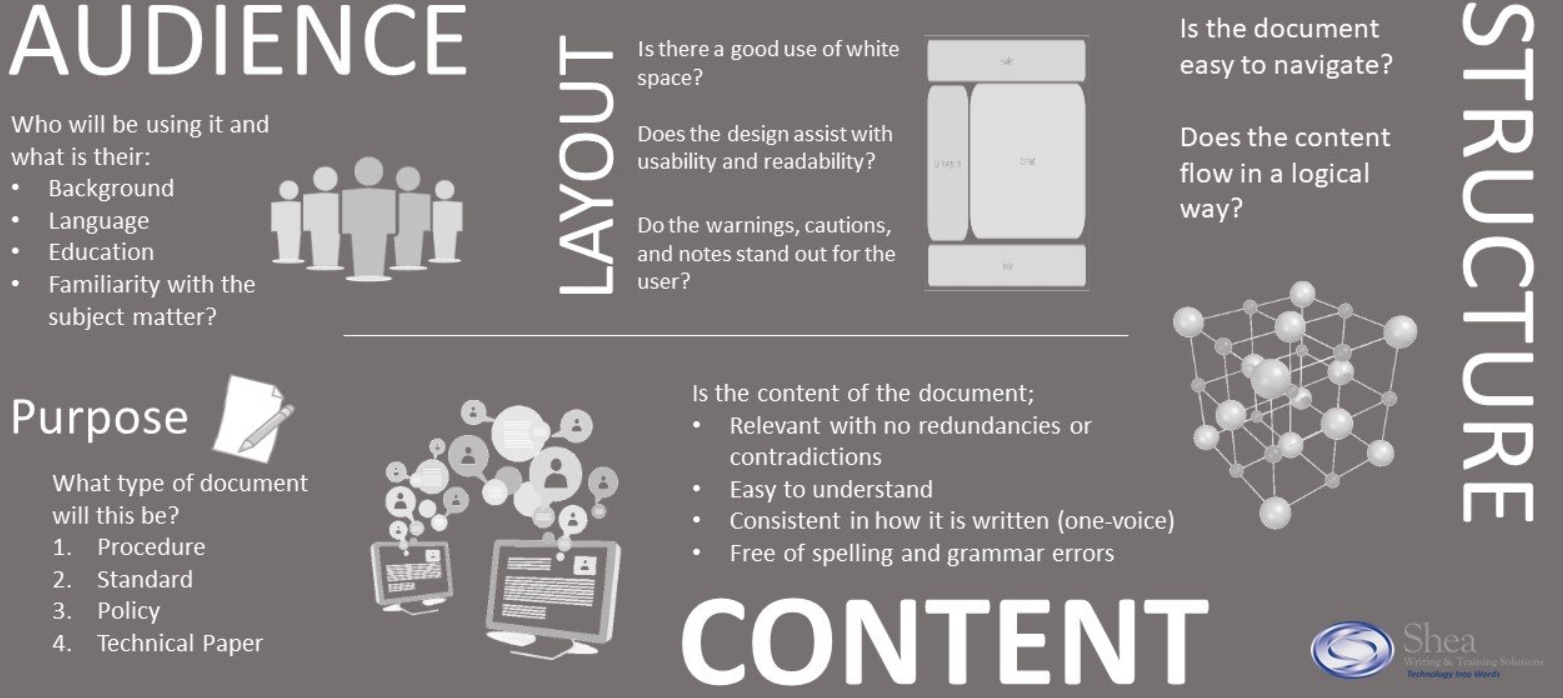 AUDIENCE
Who will be using it and
what is their:
• Background
• Language
• Education
• Familiarity with the
subject matter?
LAYOUT
Is there a good use of white
space?
Does the design assist with
usability and readability?
Do the warnings, cautions,
and notes stand out for the
user?
Is the document
easy to navigate?
Does the content
flow in a logical
way?
STRUCTURE
Purpose
What type of document
will this be?
1. Procedure
2. Standard
3. Policy
4. Technical Paper
Is the content of the document;
• Relevant with no redundancies or
contradictions
• Easy to understand
• Consistent in how it is written (one-voice)
• Free of spelling and grammar errors
CONTENT
Shea
Writing & Training Solutions
Technology Into Words